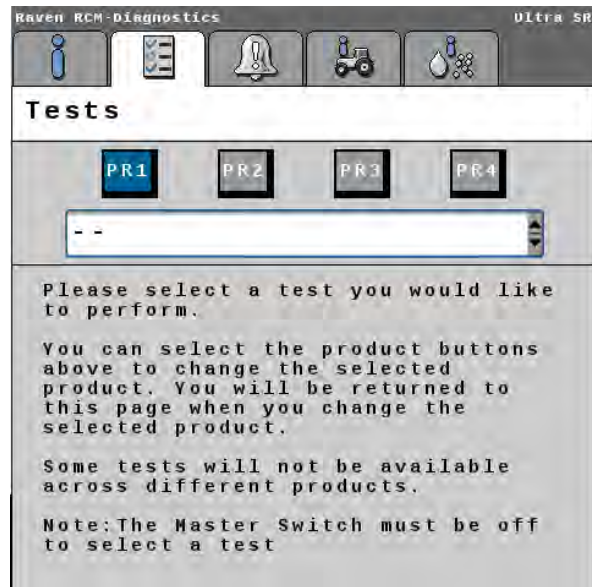 Raven RCM-Diagnostics Ultra SR
Tests
PR1 PR2 PR3 PR4
--
Please select a test you would like
to perform.
You can select the product buttons
above to change the selected
product. You will be returned to
this page when you change the
selected product.
Some tests will not be available
across different products.
Note:The Master Switch must be off
to select a test